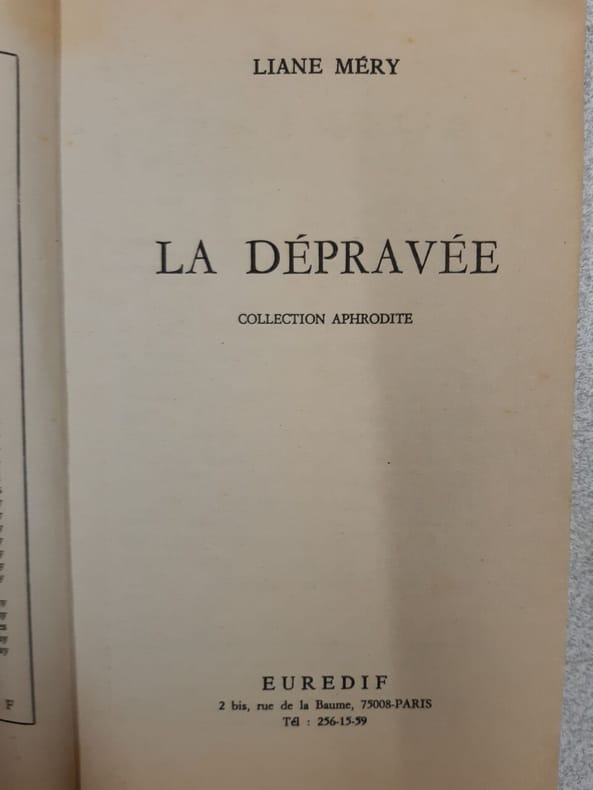 LIANE MÉRY
LA DÉPRAVÉE
COLLECTION APHRODITE
EUREDIF
2 bis, rue de la Baume, 75008-PARIS
Tél : 256-15-59
F